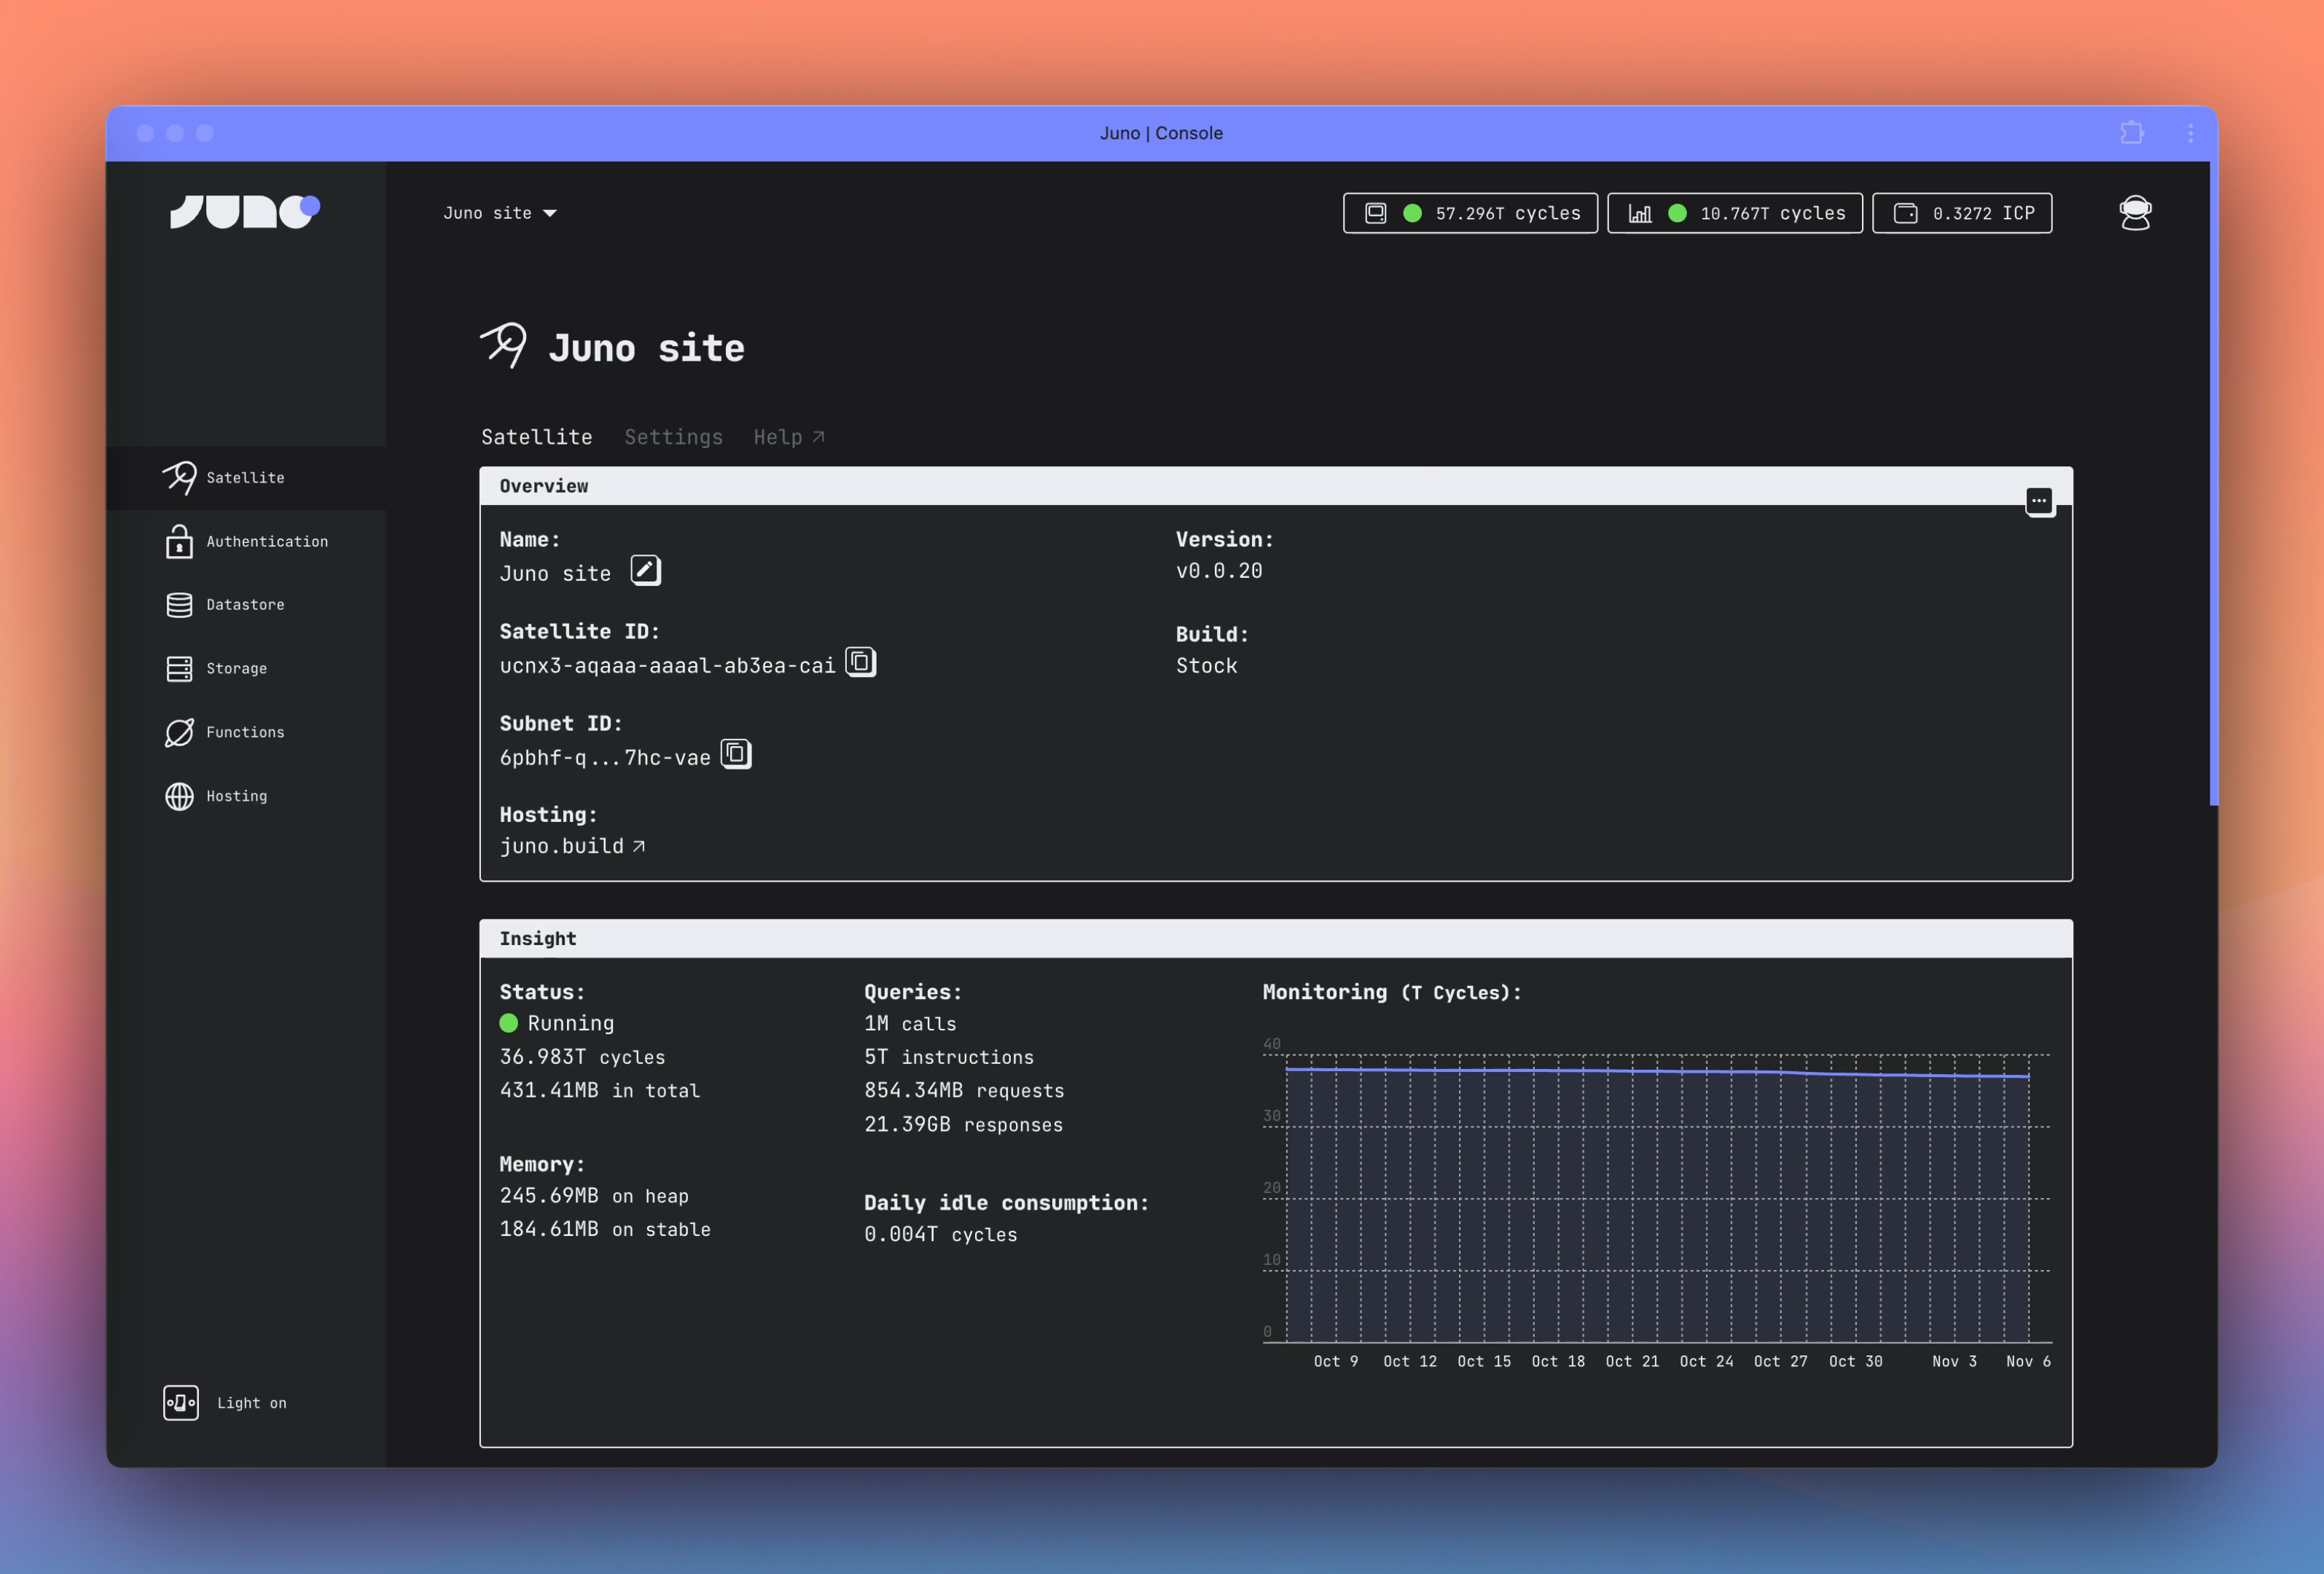 Juno | Console
JUNO
Juno site
57.296T cycles
10.767T cycles
0.3272 ICP
Juno site
Satellite
Settings
Help
Satellite
Authentication
Datastore
Storage
Functions
Hosting
Light on
Overview
Name:
Juno site
Satellite ID:
ucnx3-aqaaa-aaaal-ab3ea-cai
Subnet ID:
6pbhf-q...7hc-vae
Hosting:
juno.build
Version:
v0.0.20
Build:
Stock
Insight
Status:
Running
36.983T cycles
431.41MB in total
Memory:
245.69MB on heap
184.61MB on stable
Queries:
1M calls
5T instructions
854.34MB requests
21.39GB responses
Daily idle consumption:
0.004T cycles
Monitoring (T Cycles):
40
30
20
10
0
Oct 9 Oct 12 Oct 15 Oct 18 Oct 21 Oct 24 Oct 27 Oct 30 Nov 3 Nov 6